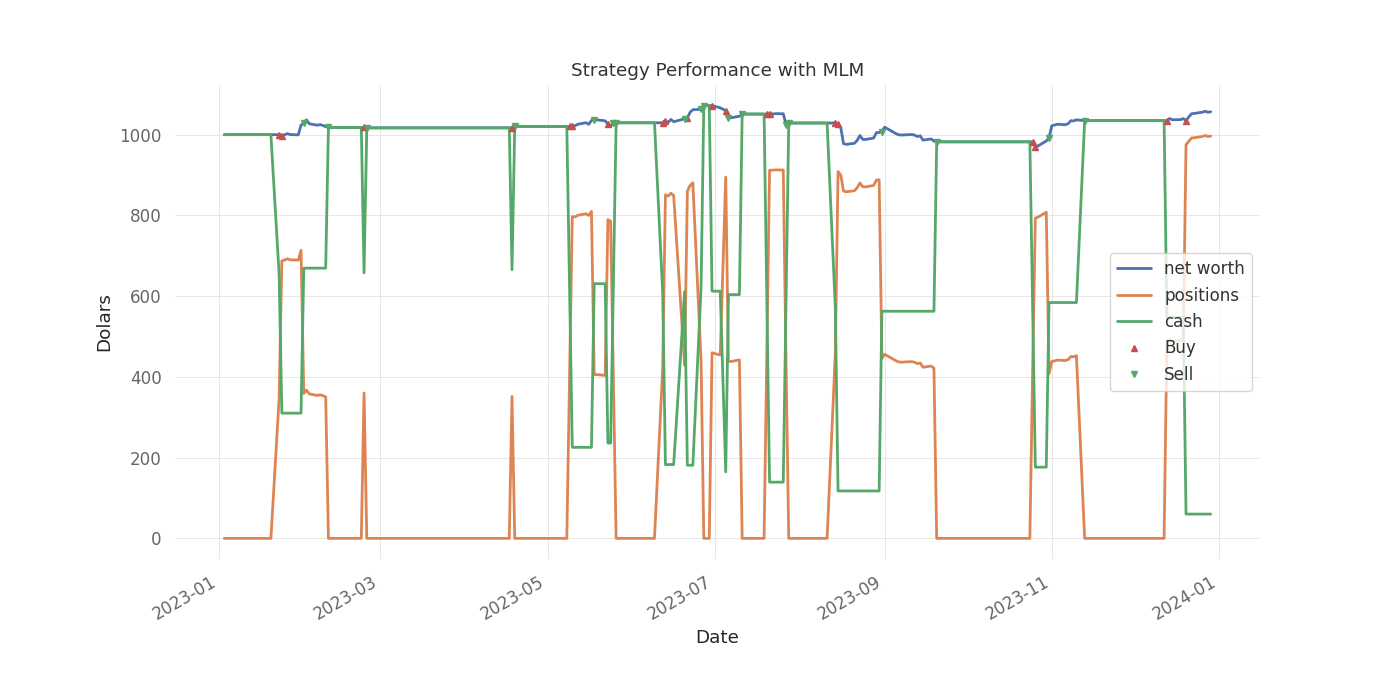 Strategy Performance with MLM
Dolars
1000
800
600
400
200
0
net worth
positions
cash
Buy
Sell
2023-01
2023-03
2023-05
2023-07
2023-09
2023-11
2024-01
Date